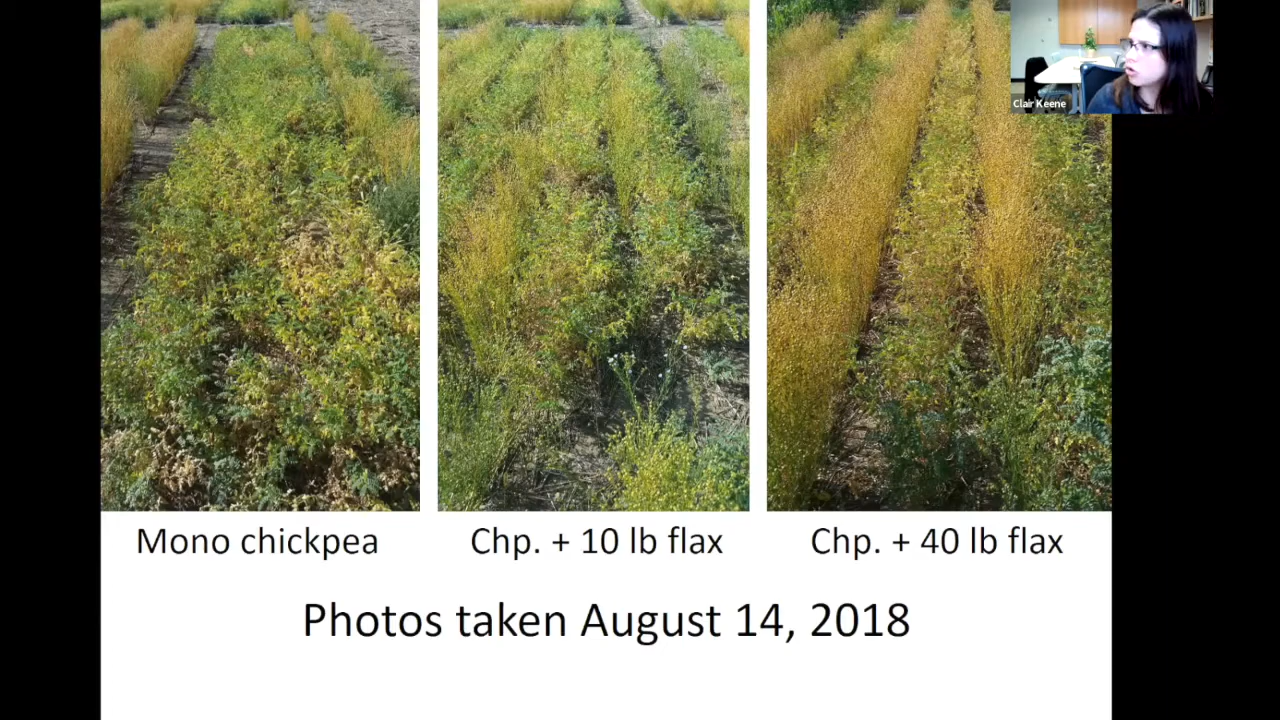 Clair Keene
Mono chickpea
Chp. + 10 lb flax
Chp. + 40 lb flax
Photos taken August 14, 2018